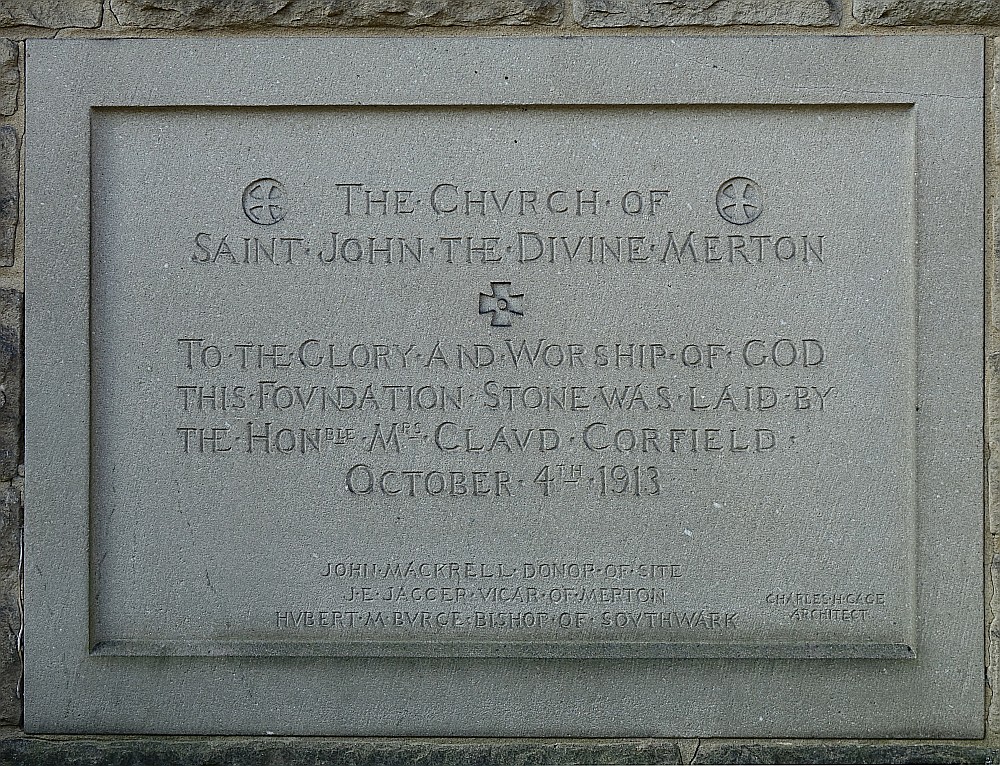 THE·CHVRCH·OF
SAINT·JOHN·THE·DIVINE·MERTON
TO·THE·GLORY·AND·WORSHIP·OF·GOD
THIS·FOVNDATION·STONE·WAS·LAID·BY
THE·HONBLE·MRS·CLAVD·CORFIELD·
OCTOBER·4TH·1913
JOHN·MACKRELL·DONOR·OF·SITE
J·E·JAGGER·VICAR·OF·MERTON
HVBERT·M·BVRGE·BISHOP·OF·SOVTHWARK
CHARLES·H·GAGE
ARCHITECT